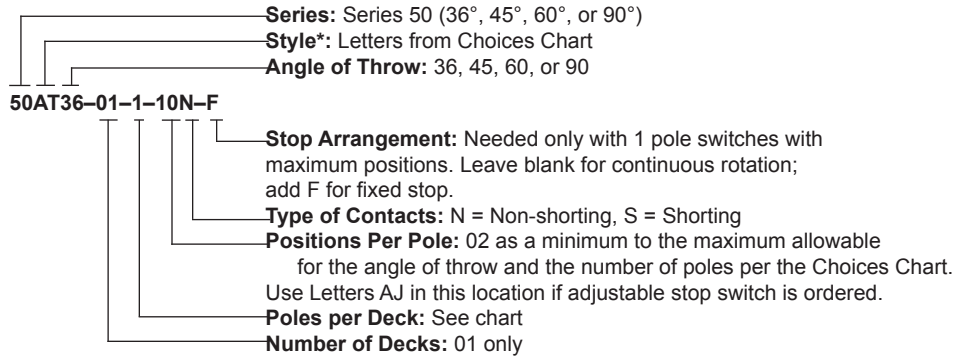 Series: Series 50 (36°, 45°, 60°, or 90°)
Style*: Letters from Choices Chart
Angle of Throw: 36, 45, 60, or 90
50AT36–01–1–10N–F
Stop Arrangement: Needed only with 1 pole switches with
maximum positions. Leave blank for continuous rotation;
add F for fixed stop.
Type of Contacts: N = Non-shorting, S = Shorting
Positions Per Pole: 02 as a minimum to the maximum allowable
for the angle of throw and the number of poles per the Choices Chart.
Use Letters AJ in this location if adjustable stop switch is ordered.
Poles per Deck: See chart
Number of Decks: 01 only